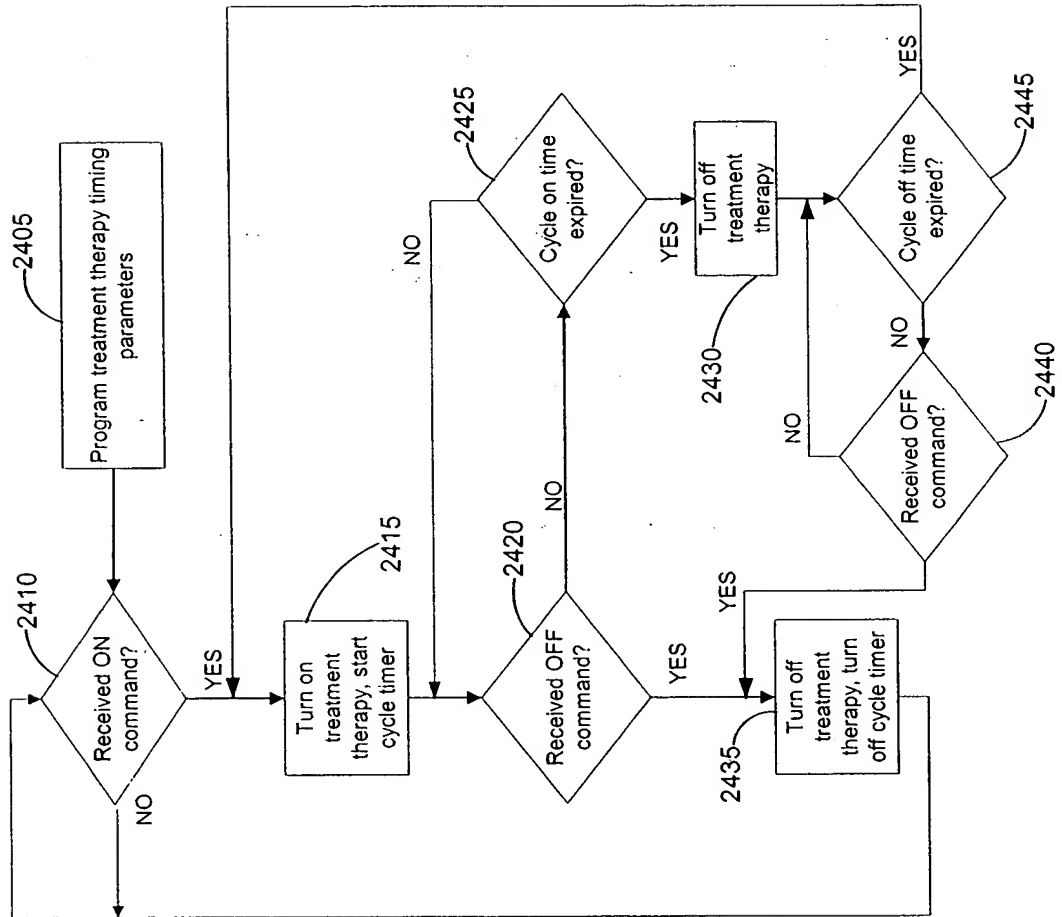 2405
Program treatment therapy timing
parameters
2410
Received ON
command?
NO
YES
2415
Turn on
treatment
therapy, start
cycle timer
2420
Received OFF
command?
NO
YES
2425
Cycle on time
expired?
NO
YES
2430
Turn off
treatment
therapy
2445
Cycle off time
expired?
YES
NO
2440
Received OFF
command?
NO
YES
2435
Turn off
treatment
therapy, turn
off cycle timer